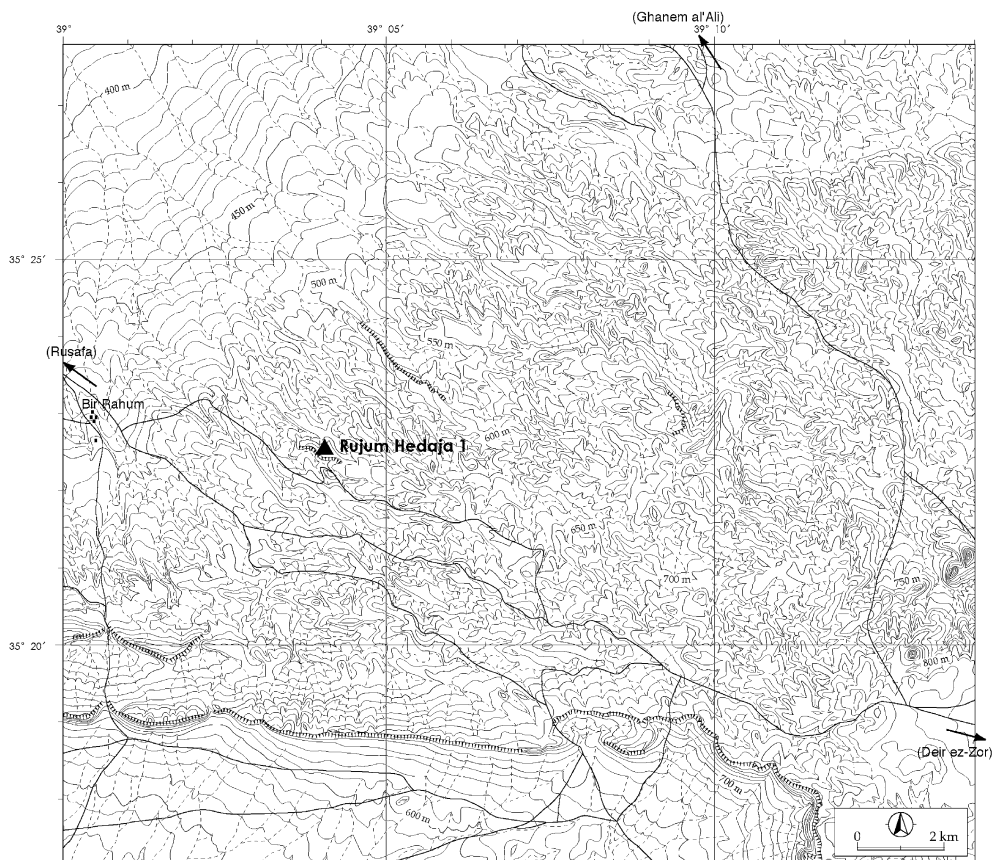 (Ghanem al'Ali)
39°
39° 05′
39° 10′
400 m
450 m
35° 25′
500 m
550 m
(Rusafa)
Bir Rahum
600 m
Rujum Hedaja 1
650 m
700 m
750 m
35° 20′
800 m
(Deir ez-Zor)
700 m
600 m
0 2 km